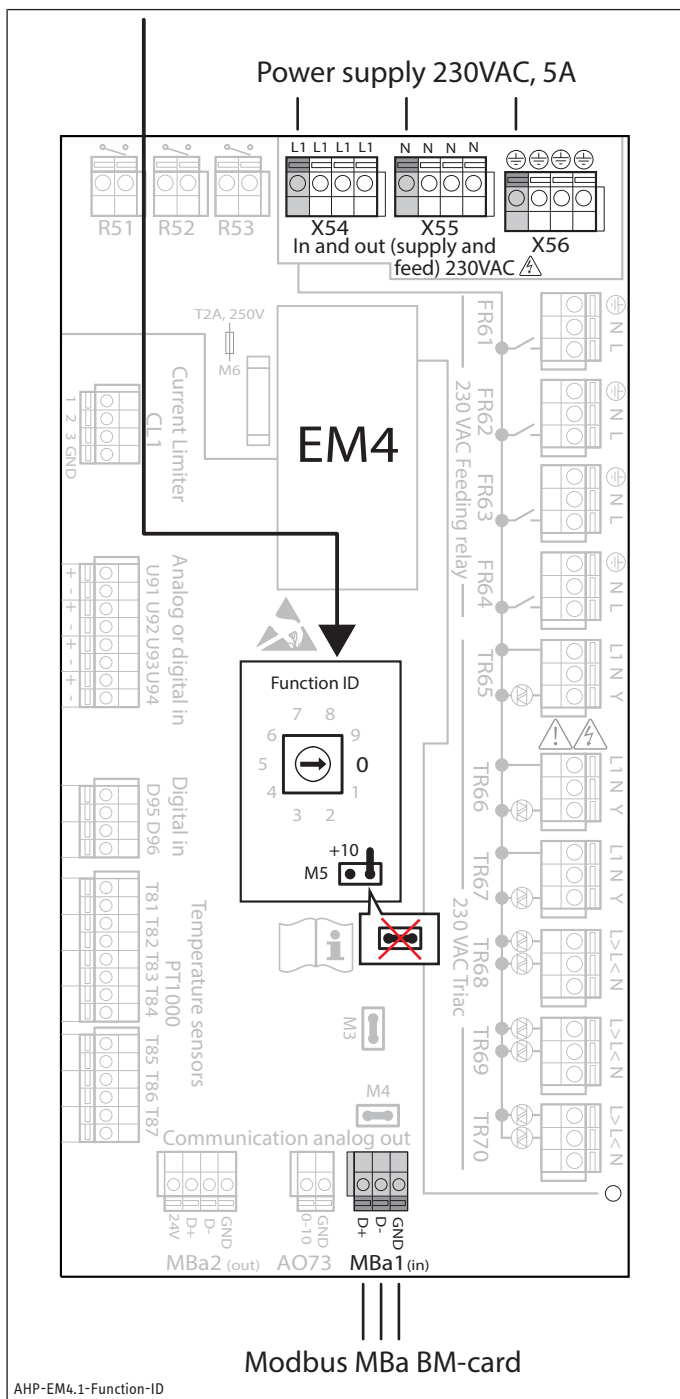 Power supply 230VAC, 5A
L1 L1 L1 L1
N N N N
R51 R52 R53
X54 X55 X56
In and out (supply and
feed) 230VAC
T2A, 250V
M6
EM4
1 2 3 GND
CL1
Current Limiter
FR61
N L
FR62
N L
FR63
N L
FR64
N L
230 VAC Feeding relay
+ - + - + - + -
U91 U92 U93 U94
Analog or digital in
TR65
L1 N Y
Function ID
7 8
6 9
5 0
4 1
3 2
+10
M5
TR66
L1 N Y
D95 D96
Digital in
TR67
L1 N Y
230 VAC Triac
T81 T82 T83 T84
PT1000
Temperature sensors
i
TR68
L> L< N
M3
T85 T86 T87
TR69
L> L< N
M4
TR70
L> L< N
Communication analog out
24V D+ D- GND
0-10 GND
D+ D- GND
MBa2 (out) AO73 MBa1 (in)
Modbus MBa BM-card
AHP-EM4.1-Function-ID